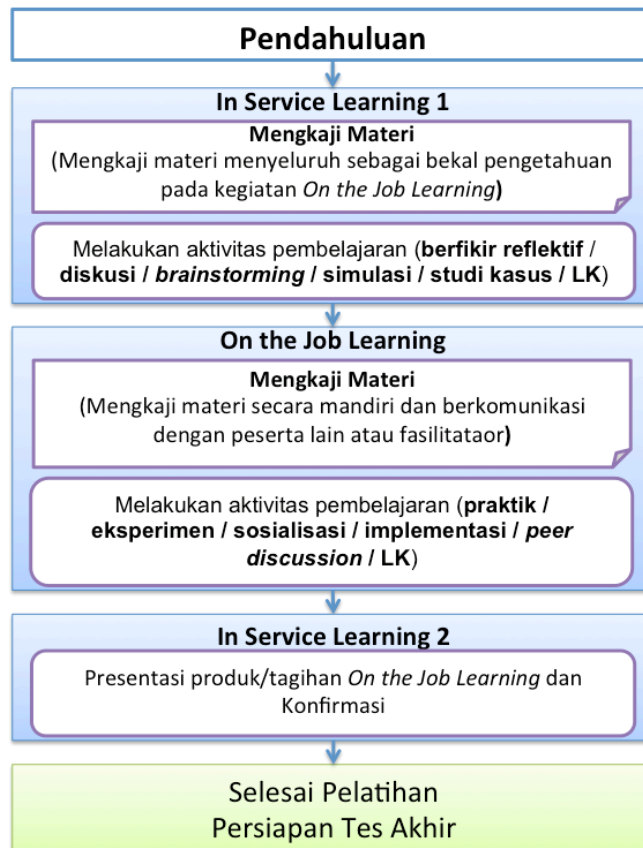 Pendahuluan
In Service Learning 1
Mengkaji Materi
(Mengkaji materi menyeluruh sebagai bekal pengetahuan
pada kegiatan On the Job Learning)
Melakukan aktivitas pembelajaran (berfikir reflektif /
diskusi / brainstorming / simulasi / studi kasus / LK)
On the Job Learning
Mengkaji Materi
(Mengkaji materi secara mandiri dan berkomunikasi
dengan peserta lain atau fasilitataor)
Melakukan aktivitas pembelajaran (praktik /
eksperimen / sosialisasi / implementasi / peer
discussion / LK)
In Service Learning 2
Presentasi produk/tagihan On the Job Learning dan
Konfirmasi
Selesai Pelatihan
Persiapan Tes Akhir